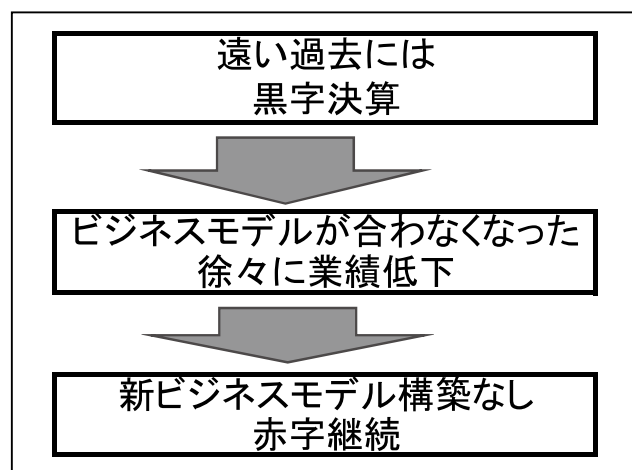 遠い過去には
黒字決算
ビジネスモデルが合わなくなった
徐々に業績低下
新ビジネスモデル構築なし
赤字継続